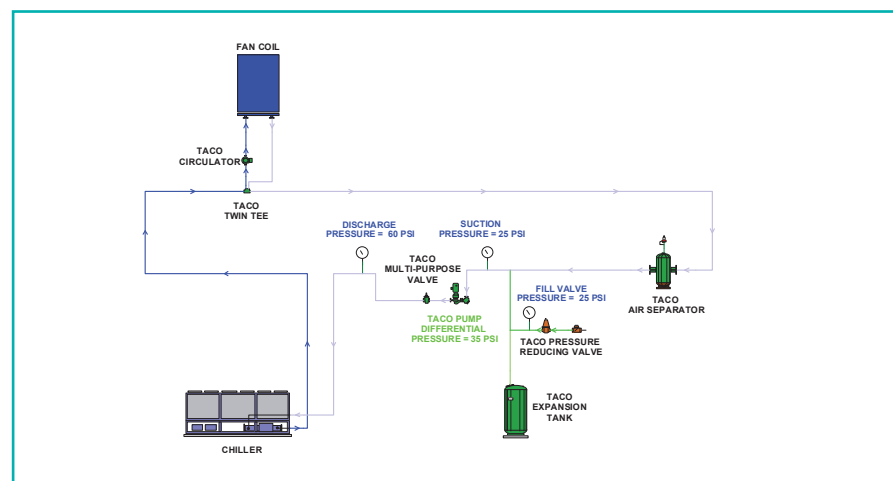 FAN COIL
TACO
CIRCULATOR
TACO
TWIN TEE
DISCHARGE
PRESSURE = 60 PSI
SUCTION
PRESSURE = 25 PSI
TACO
MULTI-PURPOSE
VALVE
FILL VALVE
PRESSURE = 25 PSI
TACO
AIR SEPARATOR
TACO PUMP
DIFFERENTIAL
PRESSURE = 35 PSI
TACO PRESSURE
REDUCING VALVE
TACO
EXPANSION
TANK
CHILLER